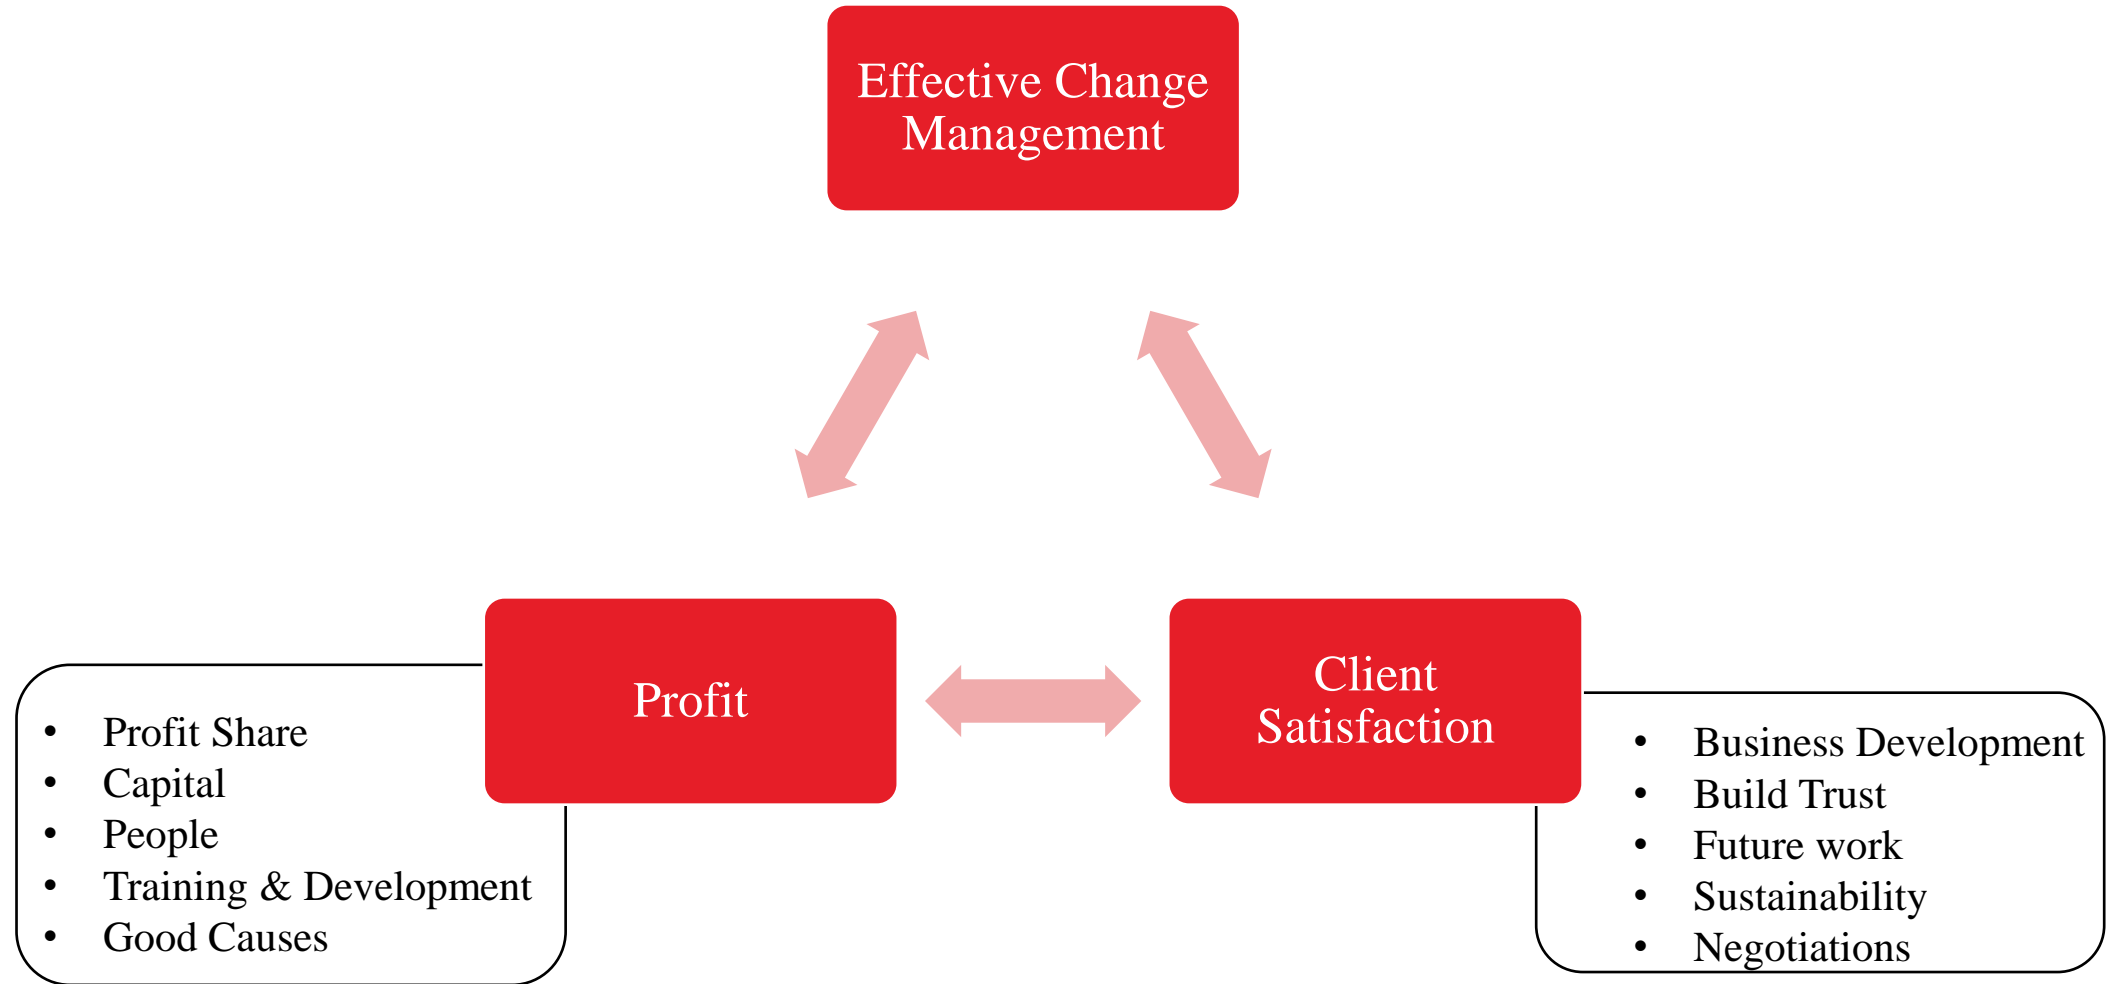 Effective Change
Management
Profit
Client
Satisfaction
• Profit Share
• Capital
• People
• Training & Development
• Good Causes
• Business Development
• Build Trust
• Future work
• Sustainability
• Negotiations